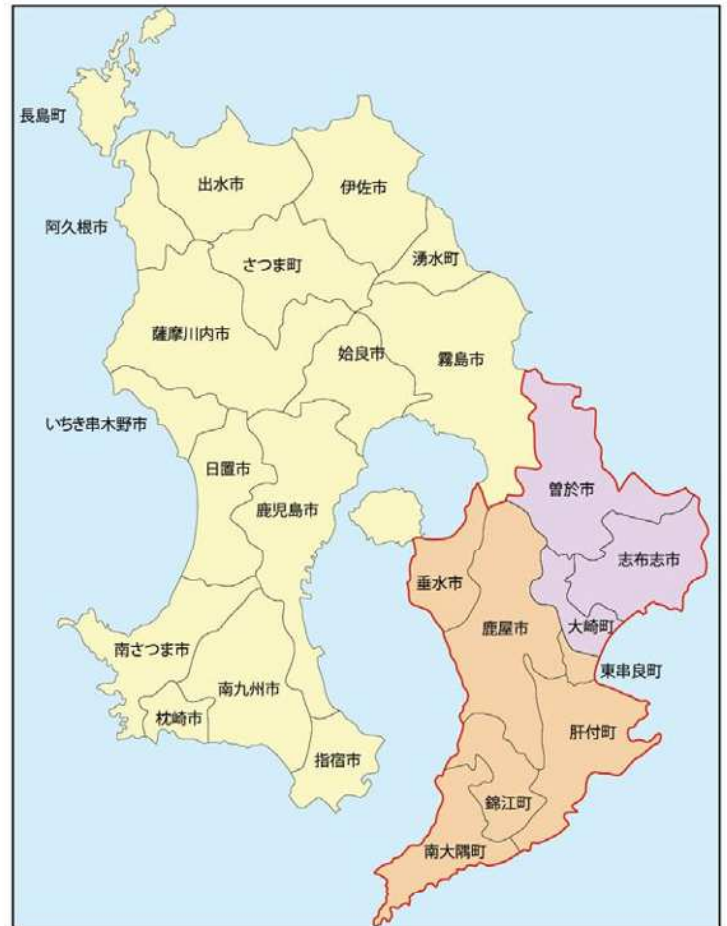 長島町
出水市
伊佐市
阿久根市
さつま町
湧水町
薩摩川内市
姶良市
霧島市
いちき串木野市
日置市
鹿児島市
曽於市
志布志市
垂水市
鹿屋市
大崎町
東串良町
南さつま市
南九州市
枕崎市
指宿市
肝付町
錦江町
南大隅町